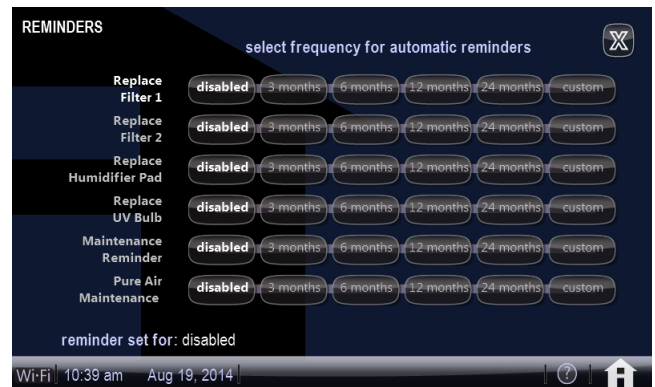 REMINDERS
X
select frequency for automatic reminders
Replace disabled 3 months 6 months 12 months 24 months custom
Filter 1
Replace disabled 3 months 6 months 12 months 24 months custom
Filter 2
Replace disabled 3 months 6 months 12 months 24 months custom
Humidifier Pad
Replace disabled 3 months 6 months 12 months 24 months custom
UV Bulb
Maintenance disabled 3 months 6 months 12 months 24 months custom
Reminder
Pure Air disabled 3 months 6 months 12 months 24 months custom
Maintenance
reminder set for: disabled
Wi·Fi 10:39 am Aug 19, 2014 ?